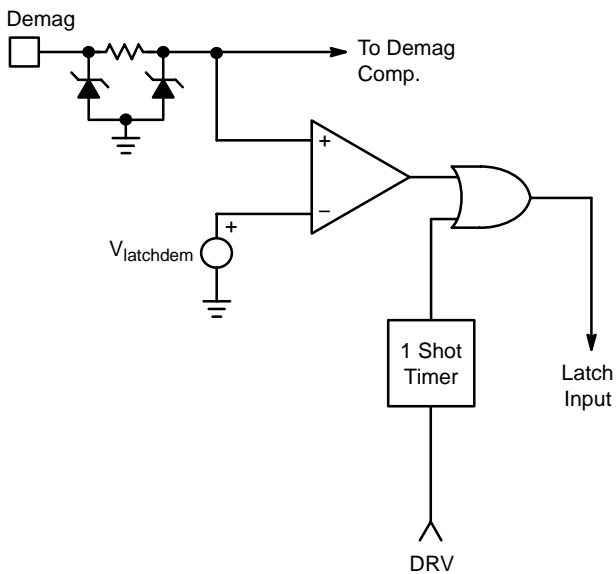 Demag
To Demag
Comp.
+
−
+
Vlatchdem
1 Shot
Timer
Latch
Input
DRV